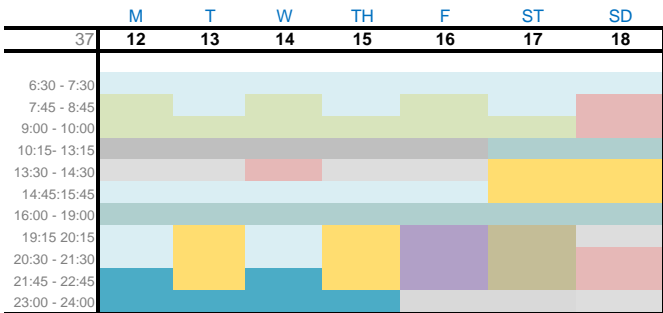 M T W TH F ST SD
37 12 13 14 15 16 17 18
6:30 - 7:30
7:45 - 8:45
9:00 - 10:00
10:15- 13:15
13:30 - 14:30
14:45:15:45
16:00 - 19:00
19:15 20:15
20:30 - 21:30
21:45 - 22:45
23:00 - 24:00